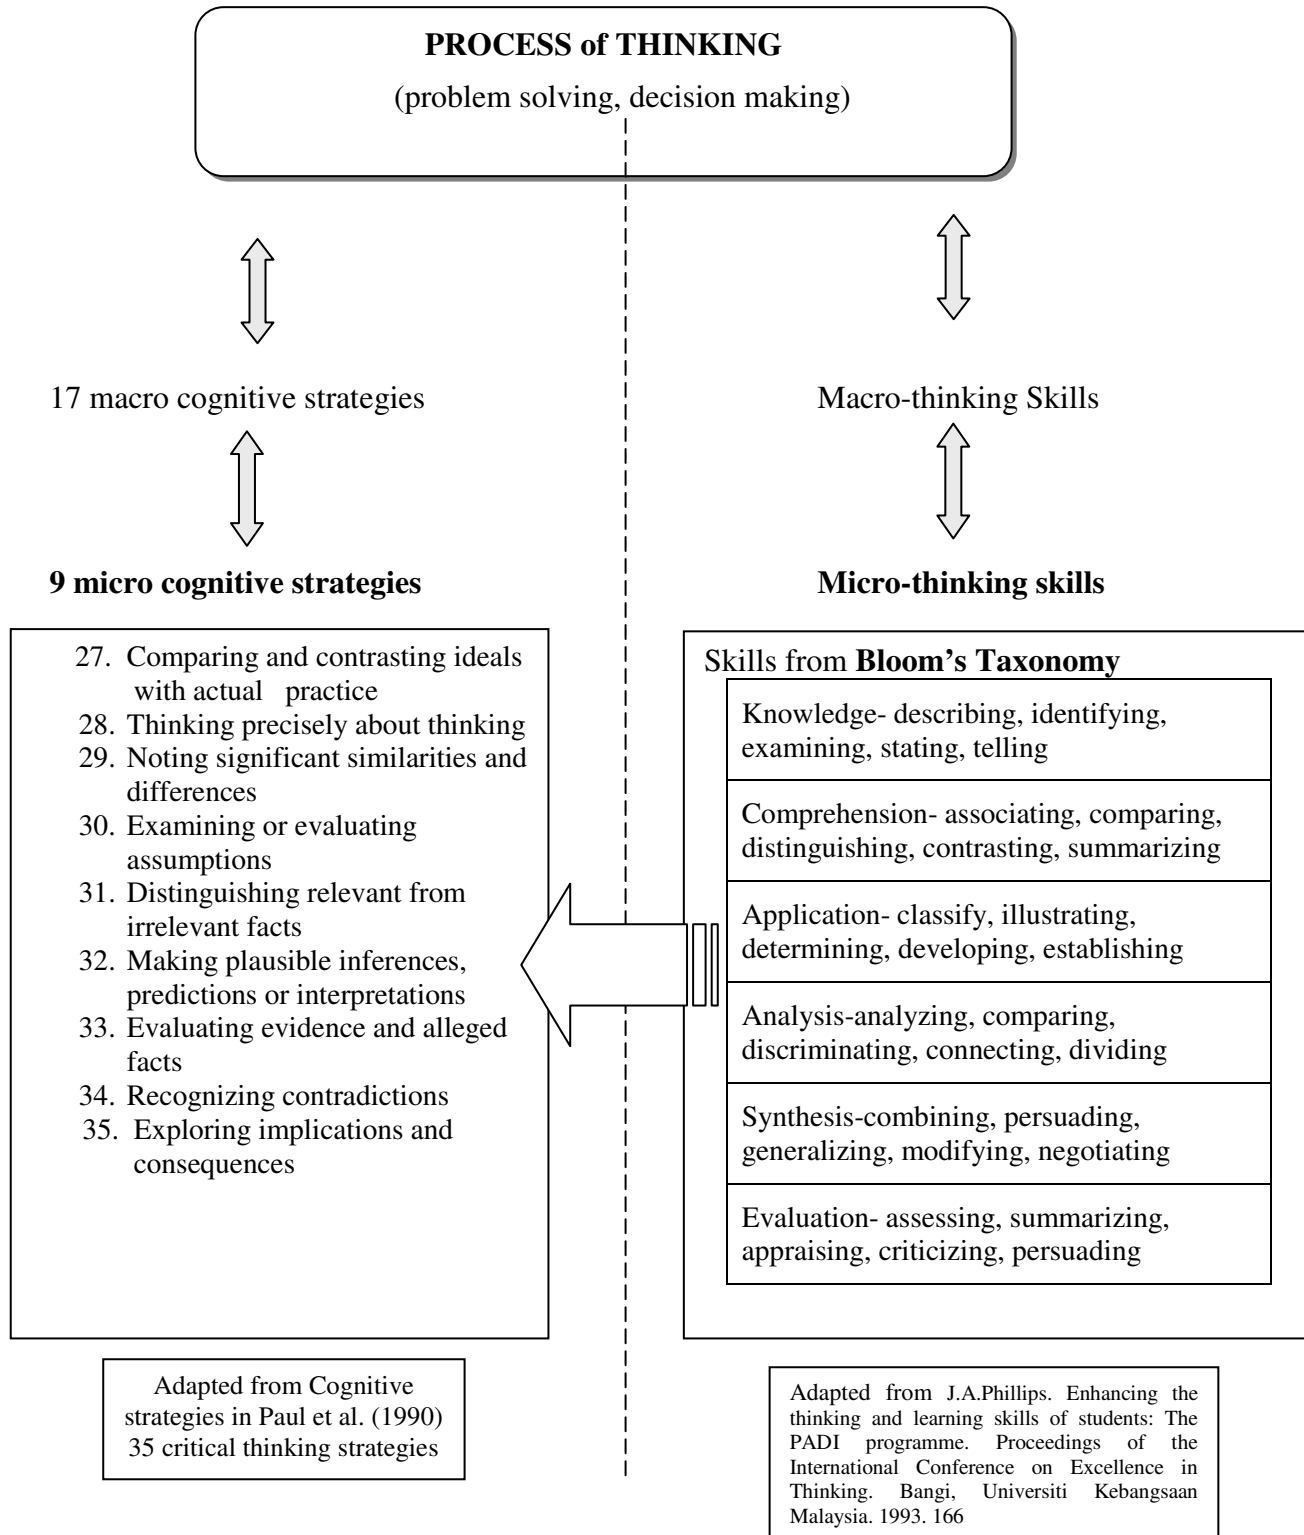 PROCESS of THINKING
(problem solving, decision making)
17 macro cognitive strategies
Macro-thinking Skills
9 micro cognitive strategies
Micro-thinking skills
27. Comparing and contrasting ideals
with actual practice
28. Thinking precisely about thinking
29. Noting significant similarities and
differences
30. Examining or evaluating
assumptions
31. Distinguishing relevant from
irrelevant facts
32. Making plausible inferences,
predictions or interpretations
33. Evaluating evidence and alleged
facts
34. Recognizing contradictions
35. Exploring implications and
consequences
Skills from Bloom's Taxonomy
Knowledge- describing, identifying,
examining, stating, telling
Comprehension- associating, comparing,
distinguishing, contrasting, summarizing
Application- classify, illustrating,
determining, developing, establishing
Analysis-analyzing, comparing,
discriminating, connecting, dividing
Synthesis-combining, persuading,
generalizing, modifying, negotiating
Evaluation- assessing, summarizing,
appraising, criticizing, persuading
Adapted from Cognitive
strategies in Paul et al. (1990)
35 critical thinking strategies
Adapted from J.A.Phillips. Enhancing the
thinking and learning skills of students: The
PADI programme. Proceedings of the
International Conference on Excellence in
Thinking. Bangi, Universiti Kebangsaan
Malaysia. 1993. 166